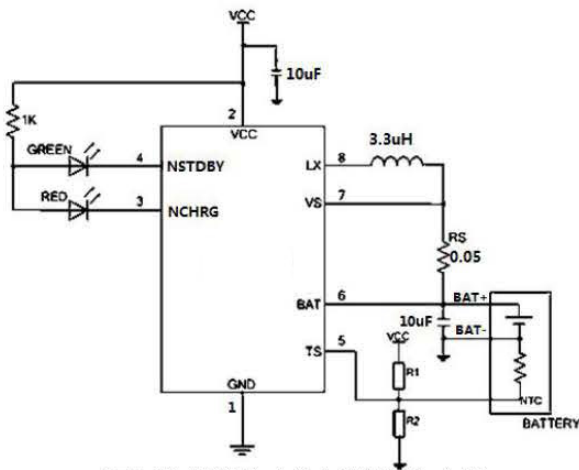 VCC
10uF
1K
2
VCC
GREEN
4
NSTDBY
LX
8
3.3uH
RED
3
NCHRG
VS
7
RS
0.05
BAT
6
BAT+
10uF
BAT-
VCC
TS
5
R1
NTC
GND
1
R2
BATTERY